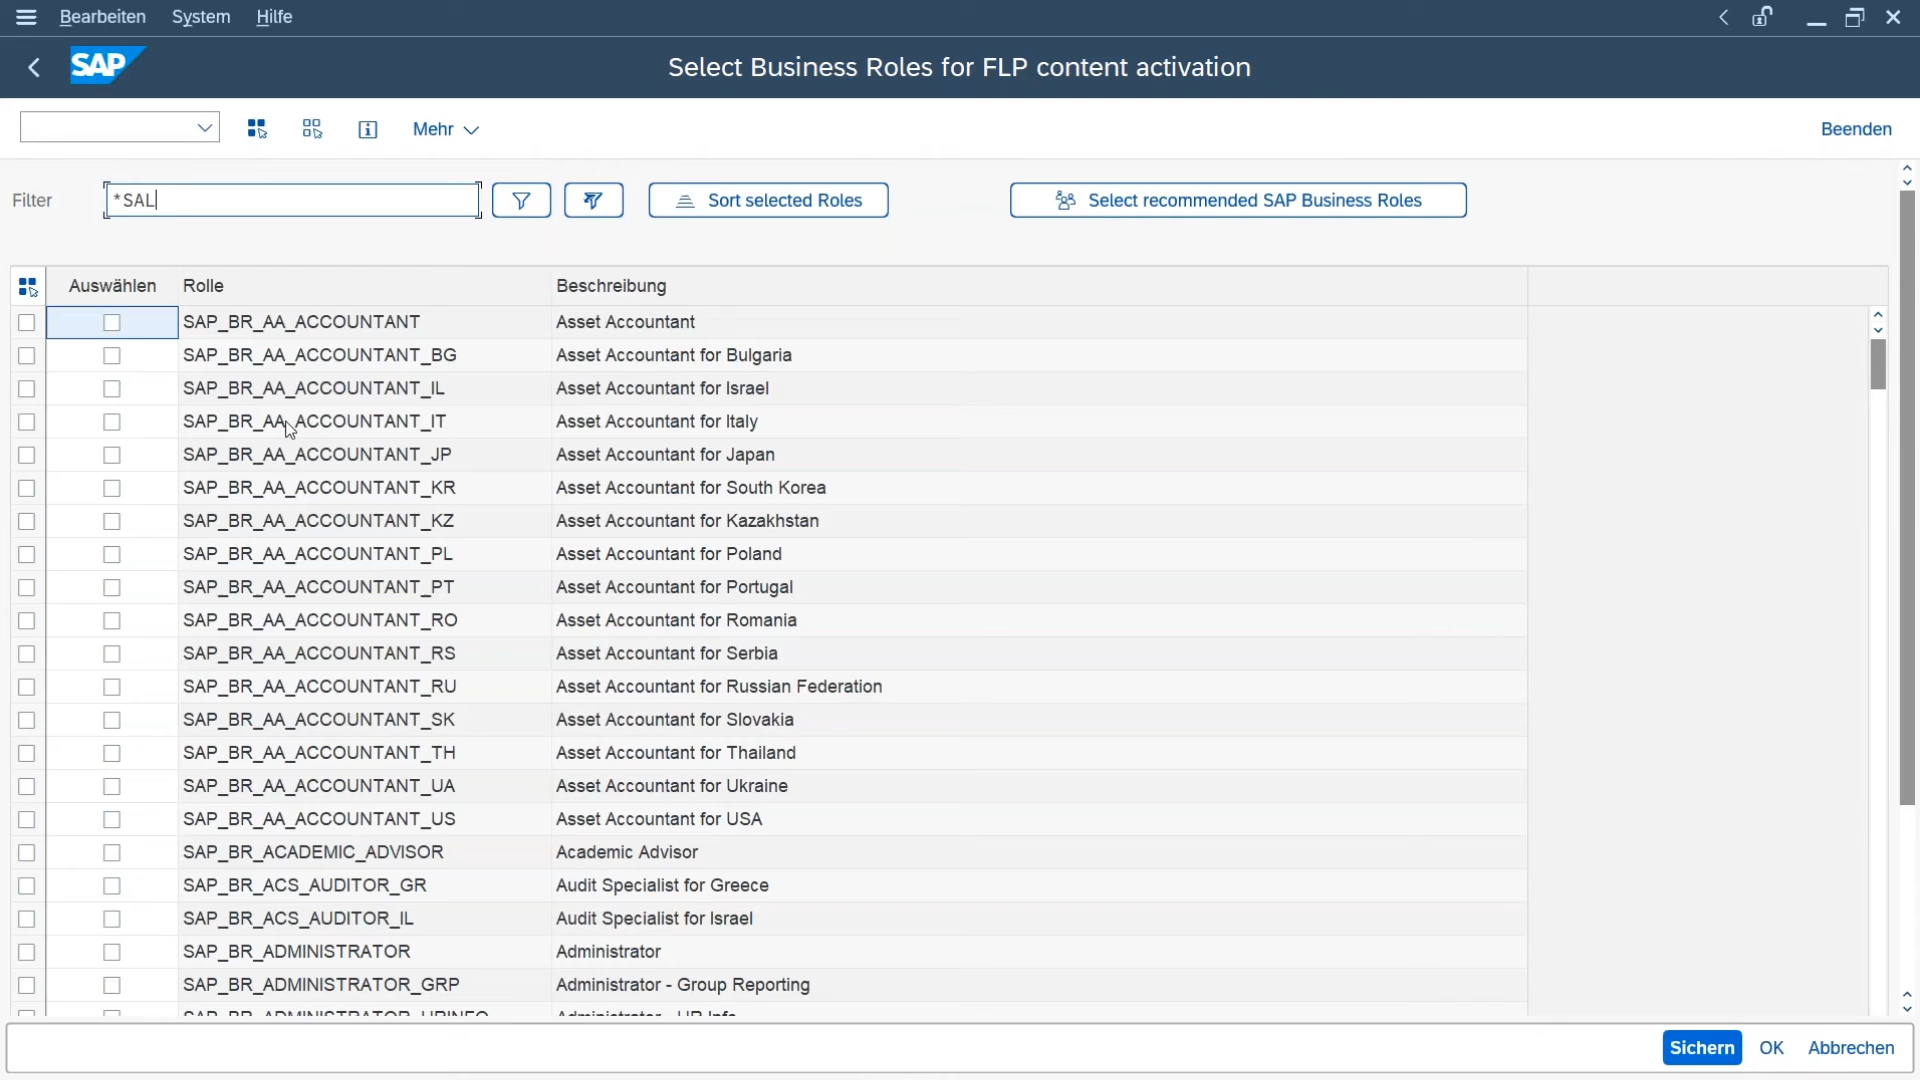 Bearbeiten System Hilfe
SAP Select Business Roles for FLP content activation
Mehr Beenden
Filter *SAL Sort selected Roles Select recommended SAP Business Roles
Auswählen Rolle Beschreibung
SAP_BR_AA_ACCOUNTANT Asset Accountant
SAP_BR_AA_ACCOUNTANT_BG Asset Accountant for Bulgaria
SAP_BR_AA_ACCOUNTANT_IL Asset Accountant for Israel
SAP_BR_AA_ACCOUNTANT_IT Asset Accountant for Italy
SAP_BR_AA_ACCOUNTANT_JP Asset Accountant for Japan
SAP_BR_AA_ACCOUNTANT_KR Asset Accountant for South Korea
SAP_BR_AA_ACCOUNTANT_KZ Asset Accountant for Kazakhstan
SAP_BR_AA_ACCOUNTANT_PL Asset Accountant for Poland
SAP_BR_AA_ACCOUNTANT_PT Asset Accountant for Portugal
SAP_BR_AA_ACCOUNTANT_RO Asset Accountant for Romania
SAP_BR_AA_ACCOUNTANT_RS Asset Accountant for Serbia
SAP_BR_AA_ACCOUNTANT_RU Asset Accountant for Russian Federation
SAP_BR_AA_ACCOUNTANT_SK Asset Accountant for Slovakia
SAP_BR_AA_ACCOUNTANT_TH Asset Accountant for Thailand
SAP_BR_AA_ACCOUNTANT_UA Asset Accountant for Ukraine
SAP_BR_AA_ACCOUNTANT_US Asset Accountant for USA
SAP_BR_ACADEMIC_ADVISOR Academic Advisor
SAP_BR_ACS_AUDITOR_GR Audit Specialist for Greece
SAP_BR_ACS_AUDITOR_IL Audit Specialist for Israel
SAP_BR_ADMINISTRATOR Administrator
SAP_BR_ADMINISTRATOR_GRP Administrator - Group Reporting
Sichern OK Abbrechen